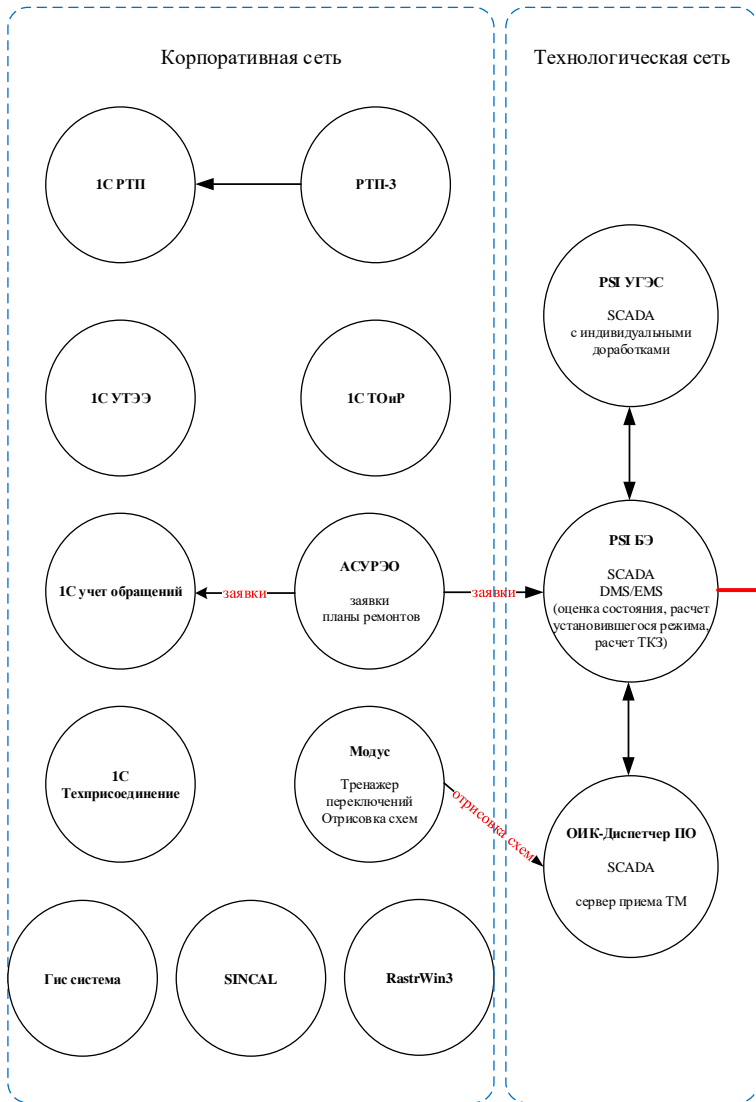 Корпоративная сеть
Технологическая сеть
1С РТП
РТП-3
PSI УГЭС
SCADA
с индивидуальными
доработками
1С УТЭЭ
1С ТОиР
1С учет обращений
заявки
АСУРЭО
заявки
планы ремонтов
заявки
PSI БЭ
SCADA
DMS/EMS
(оценка состояния, расчет
установившегося режима,
расчет ТКЗ)
1С
Техприсоединение
Модус
Тренажер
переключений
Отрисовка схем
отрисовка схем
ОИК-Диспетчер ПО
SCADA
сервер приема ТМ
Гис система
SINCAL
RastrWin3